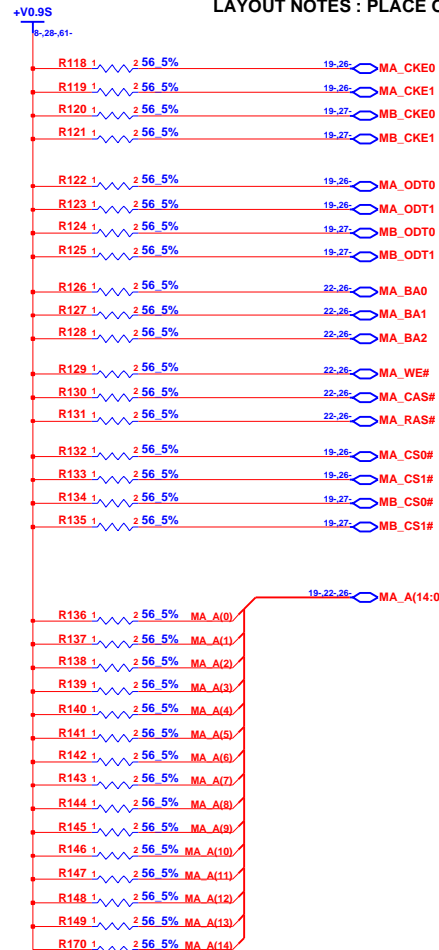 LAYOUT NOTES : PLACE
+V0.9S
8-,28-,61-
R118 1 2 56_5% 19-,26- MA_CKE0
R119 1 2 56_5% 19-,26- MA_CKE1
R120 1 2 56_5% 19-,27- MB_CKE0
R121 1 2 56_5% 19-,27- MB_CKE1
R122 1 2 56_5% 19-,26- MA_ODT0
R123 1 2 56_5% 19-,26- MA_ODT1
R124 1 2 56_5% 19-,27- MB_ODT0
R125 1 2 56_5% 19-,27- MB_ODT1
R126 1 2 56_5% 22-,26- MA_BA0
R127 1 2 56_5% 22-,26- MA_BA1
R128 1 2 56_5% 22-,26- MA_BA2
R129 1 2 56_5% 22-,26- MA_WE#
R130 1 2 56_5% 22-,26- MA_CAS#
R131 1 2 56_5% 22-,26- MA_RAS#
R132 1 2 56_5% 19-,26- MA_CS0#
R133 1 2 56_5% 19-,26- MA_CS1#
R134 1 2 56_5% 19-,27- MB_CS0#
R135 1 2 56_5% 19-,27- MB_CS1#
19-,22-,26- MA_A(14:0
R136 1 2 56_5% MA_A(0)
R137 1 2 56_5% MA_A(1)
R138 1 2 56_5% MA_A(2)
R139 1 2 56_5% MA_A(3)
R140 1 2 56_5% MA_A(4)
R141 1 2 56_5% MA_A(5)
R142 1 2 56_5% MA_A(6)
R143 1 2 56_5% MA_A(7)
R144 1 2 56_5% MA_A(8)
R145 1 2 56_5% MA_A(9)
R146 1 2 56_5% MA_A(10)
R147 1 2 56_5% MA_A(11)
R148 1 2 56_5% MA_A(12)
R149 1 2 56_5% MA_A(13)
R170 1 2 56_5% MA_A(14)